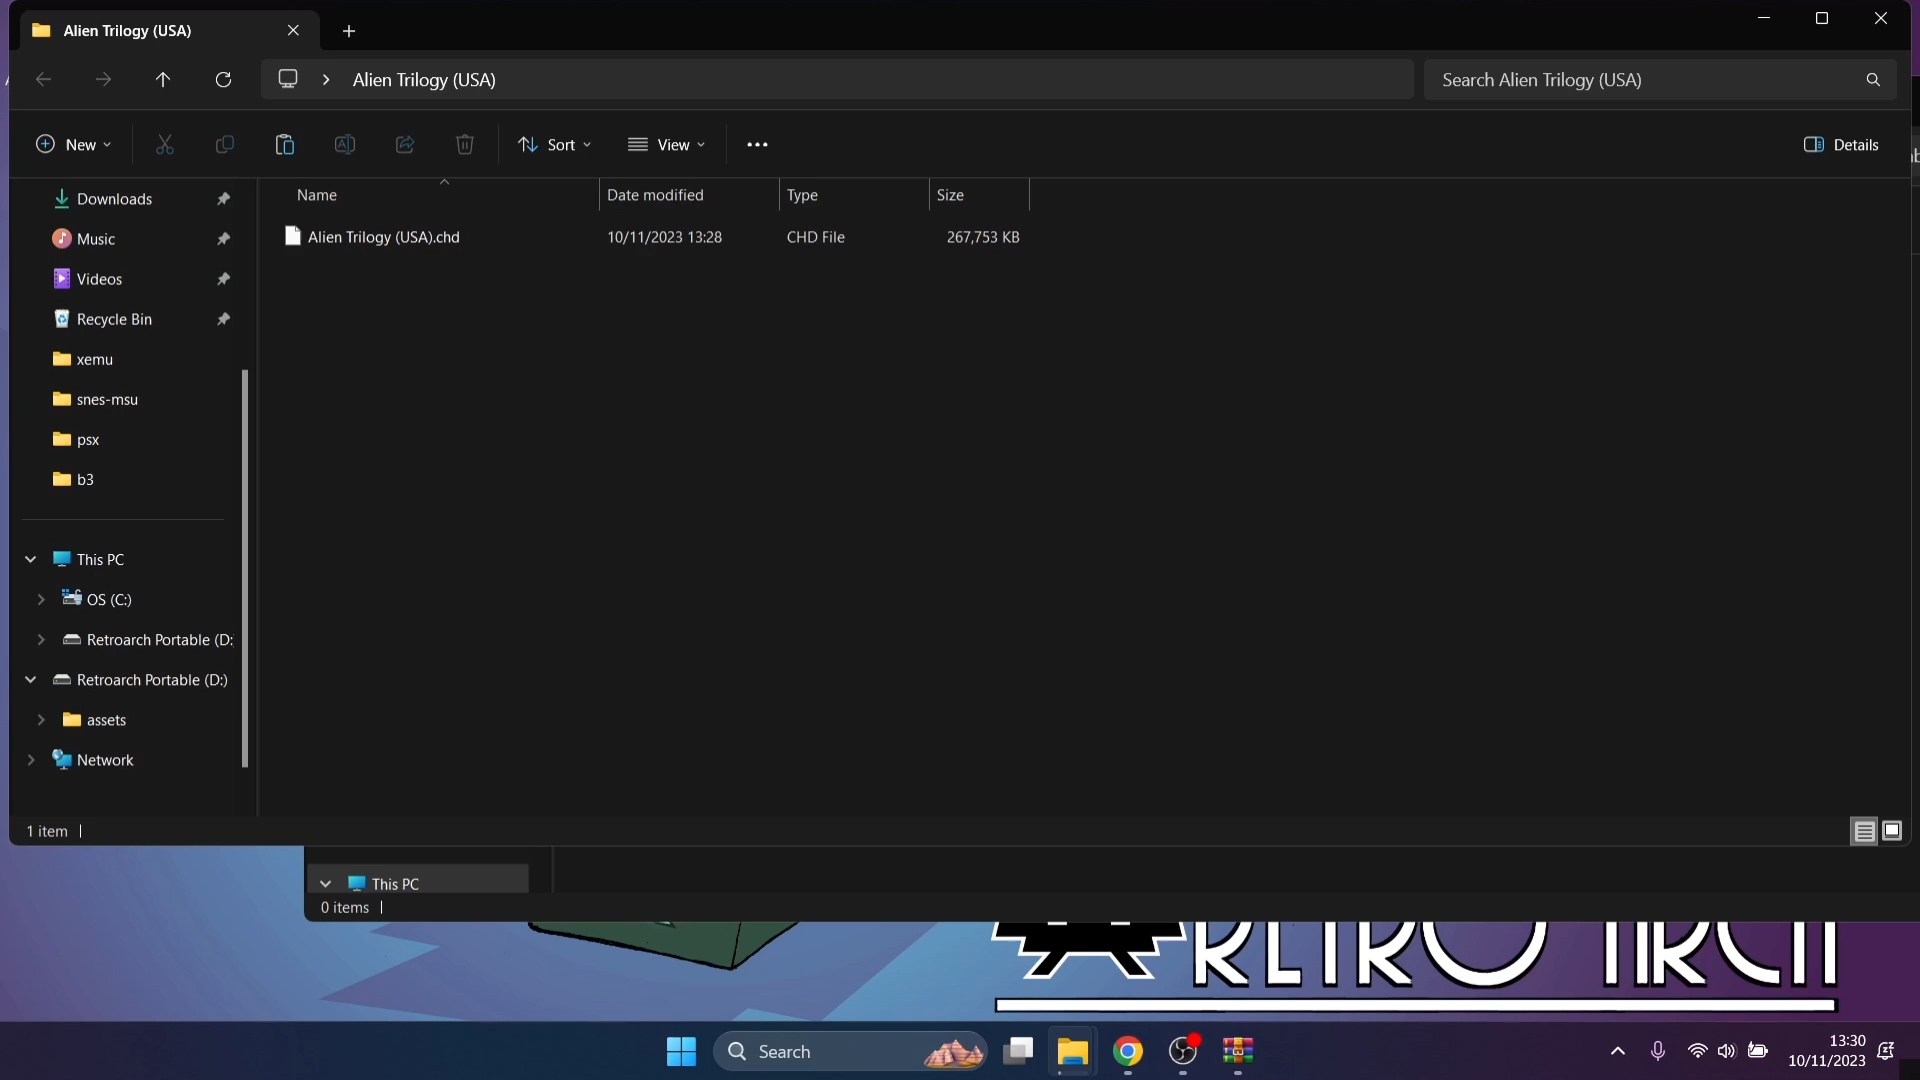 Alien Trilogy (USA)
Alien Trilogy (USA)
Search Alien Trilogy (USA)
New
Sort
View
Details
Name
Date modified
Type
Size
Alien Trilogy (USA).chd
10/11/2023 13:28
CHD File
267,753 KB
Downloads
Music
Videos
Recycle Bin
xemu
snes-msu
psx
b3
This PC
OS (C:)
Retroarch Portable (D:
Retroarch Portable (D:)
assets
Network
1 item
This PC
0 items
RETRO ARCH
Search
13:30
10/11/2023